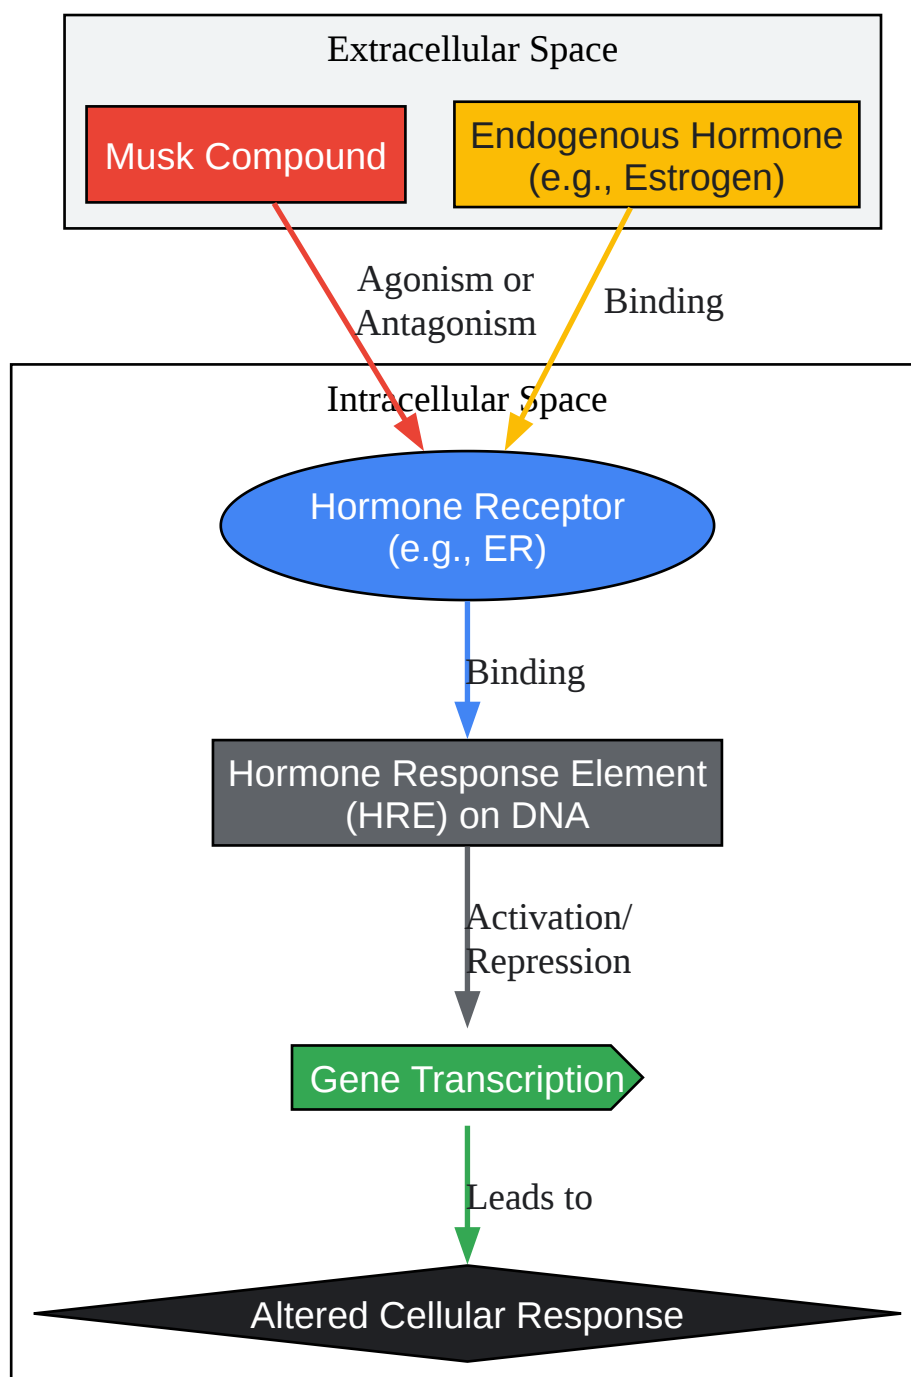 Extracellular Space
Musk Compound
Endogenous Hormone
(e.g., Estrogen)
Agonism or
Antagonism
Binding
Intracellular Space
Hormone Receptor
(e.g., ER)
Binding
Hormone Response Element
(HRE) on DNA
Activation/
Repression
Gene Transcription
Leads to
Altered Cellular Response